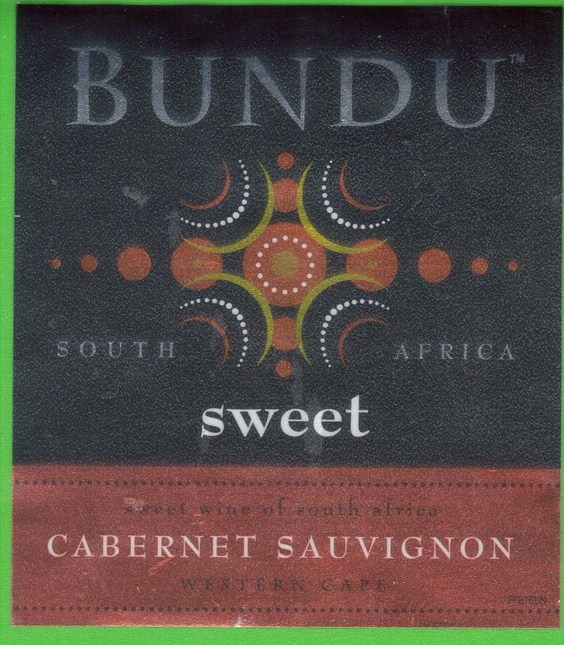 BUNDU™
SOUTH AFRICA
sweet
sweet wine of south africa
CABERNET SAUVIGNON
WESTERN CAPE